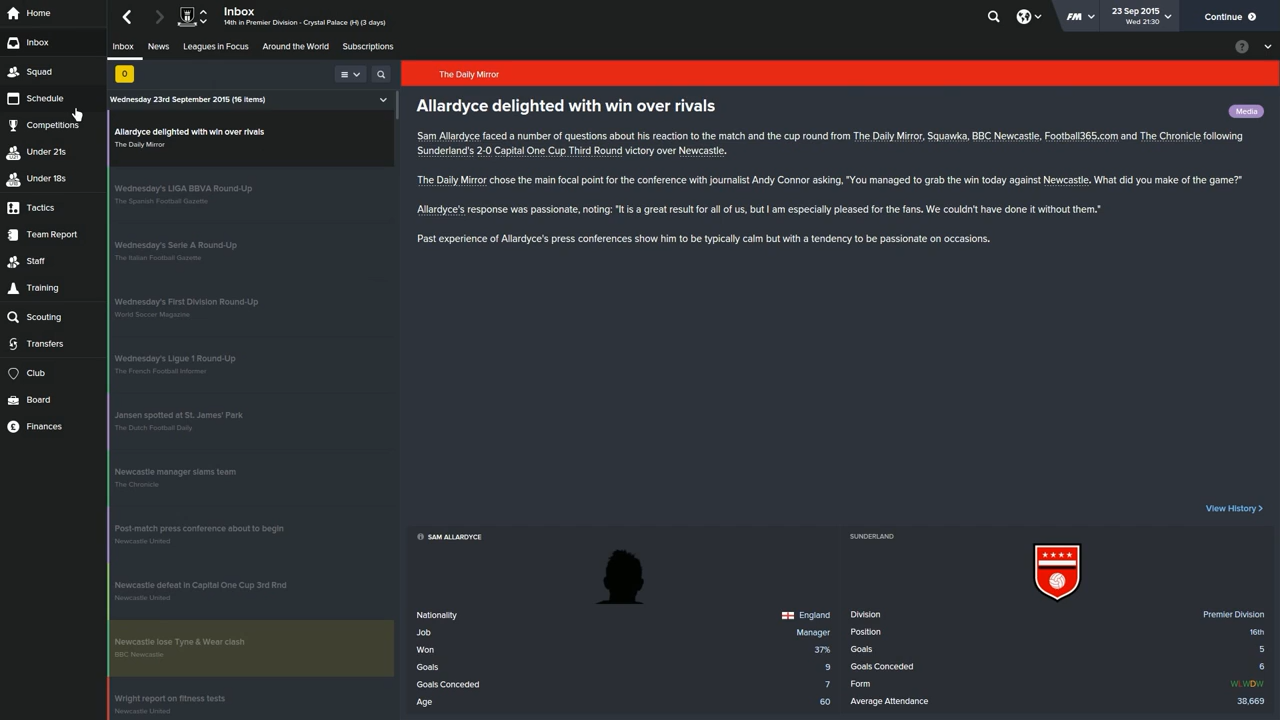 Home
Inbox
Squad
Schedule
Competitions
Under 21s
Under 18s
Tactics
Team Report
Staff
Training
Scouting
Transfers
Club
Board
Finances
Inbox
14th in Premier Division - Crystal Palace (H) (3 days)
FM
23 Sep 2015
Wed 21:30
Continue
Inbox News Leagues in Focus Around the World Subscriptions
0
Wednesday 23rd September 2015 (16 items)
Allardyce delighted with win over rivals
The Daily Mirror
Wednesday's LIGA BBVA Round-Up
The Spanish Football Gazette
Wednesday's Serie A Round-Up
The Italian Football Gazette
Wednesday's First Division Round-Up
World Soccer Magazine
Wednesday's Ligue 1 Round-Up
The French Football Informer
Jansen spotted at St. James' Park
The Dutch Football Daily
Newcastle manager slams team
The Chronicle
Post-match press conference about to begin
Newcastle United
Newcastle defeat in Capital One Cup 3rd Rnd
Newcastle United
Newcastle lose Tyne & Wear clash
BBC Newcastle
Wright report on fitness tests
Newcastle United
The Daily Mirror
Allardyce delighted with win over rivals
Media
Sam Allardyce faced a number of questions about his reaction to the match and the cup round from The Daily Mirror, Squawka, BBC Newcastle, Football365.com and The Chronicle following
Sunderland's 2-0 Capital One Cup Third Round victory over Newcastle.
The Daily Mirror chose the main focal point for the conference with journalist Andy Connor asking, "You managed to grab the win today against Newcastle. What did you make of the game?"
Allardyce's response was passionate, noting: "It is a great result for all of us, but I am especially pleased for the fans. We couldn't have done it without them."
Past experience of Allardyce's press conferences show him to be typically calm but with a tendency to be passionate on occasions.
View History >
SAM ALLARDYCE
Nationality England
Job Manager
Won 37%
Goals 9
Goals Conceded 7
Age 60
SUNDERLAND
Division Premier Division
Position 16th
Goals 5
Goals Conceded 6
Form WLWDW
Average Attendance 38,669